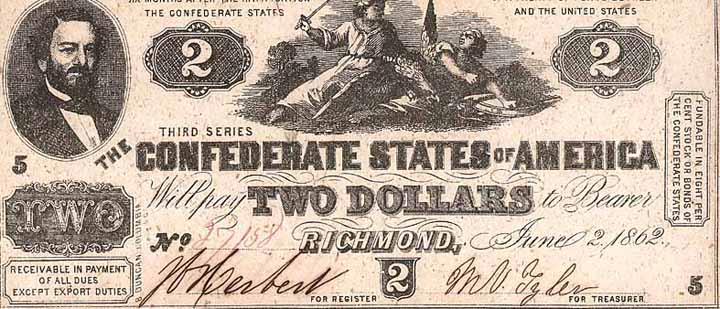 THE CONFEDERATE STATES
AND THE UNITED STATES
2
2
THIRD SERIES
5
THE CONFEDERATE STATES OF AMERICA
Will pay TWO DOLLARS to Bearer
TWO
No
RICHMOND, June 2, 1862.
RECEIVABLE IN PAYMENT
OF ALL DUES
EXCEPT EXPORT DUTIES
FUNDABLE IN EIGHT PER
CENT STOCK OR BONDS OF
THE CONFEDERATE STATES
2
FOR REGISTER
FOR TREASURER
5